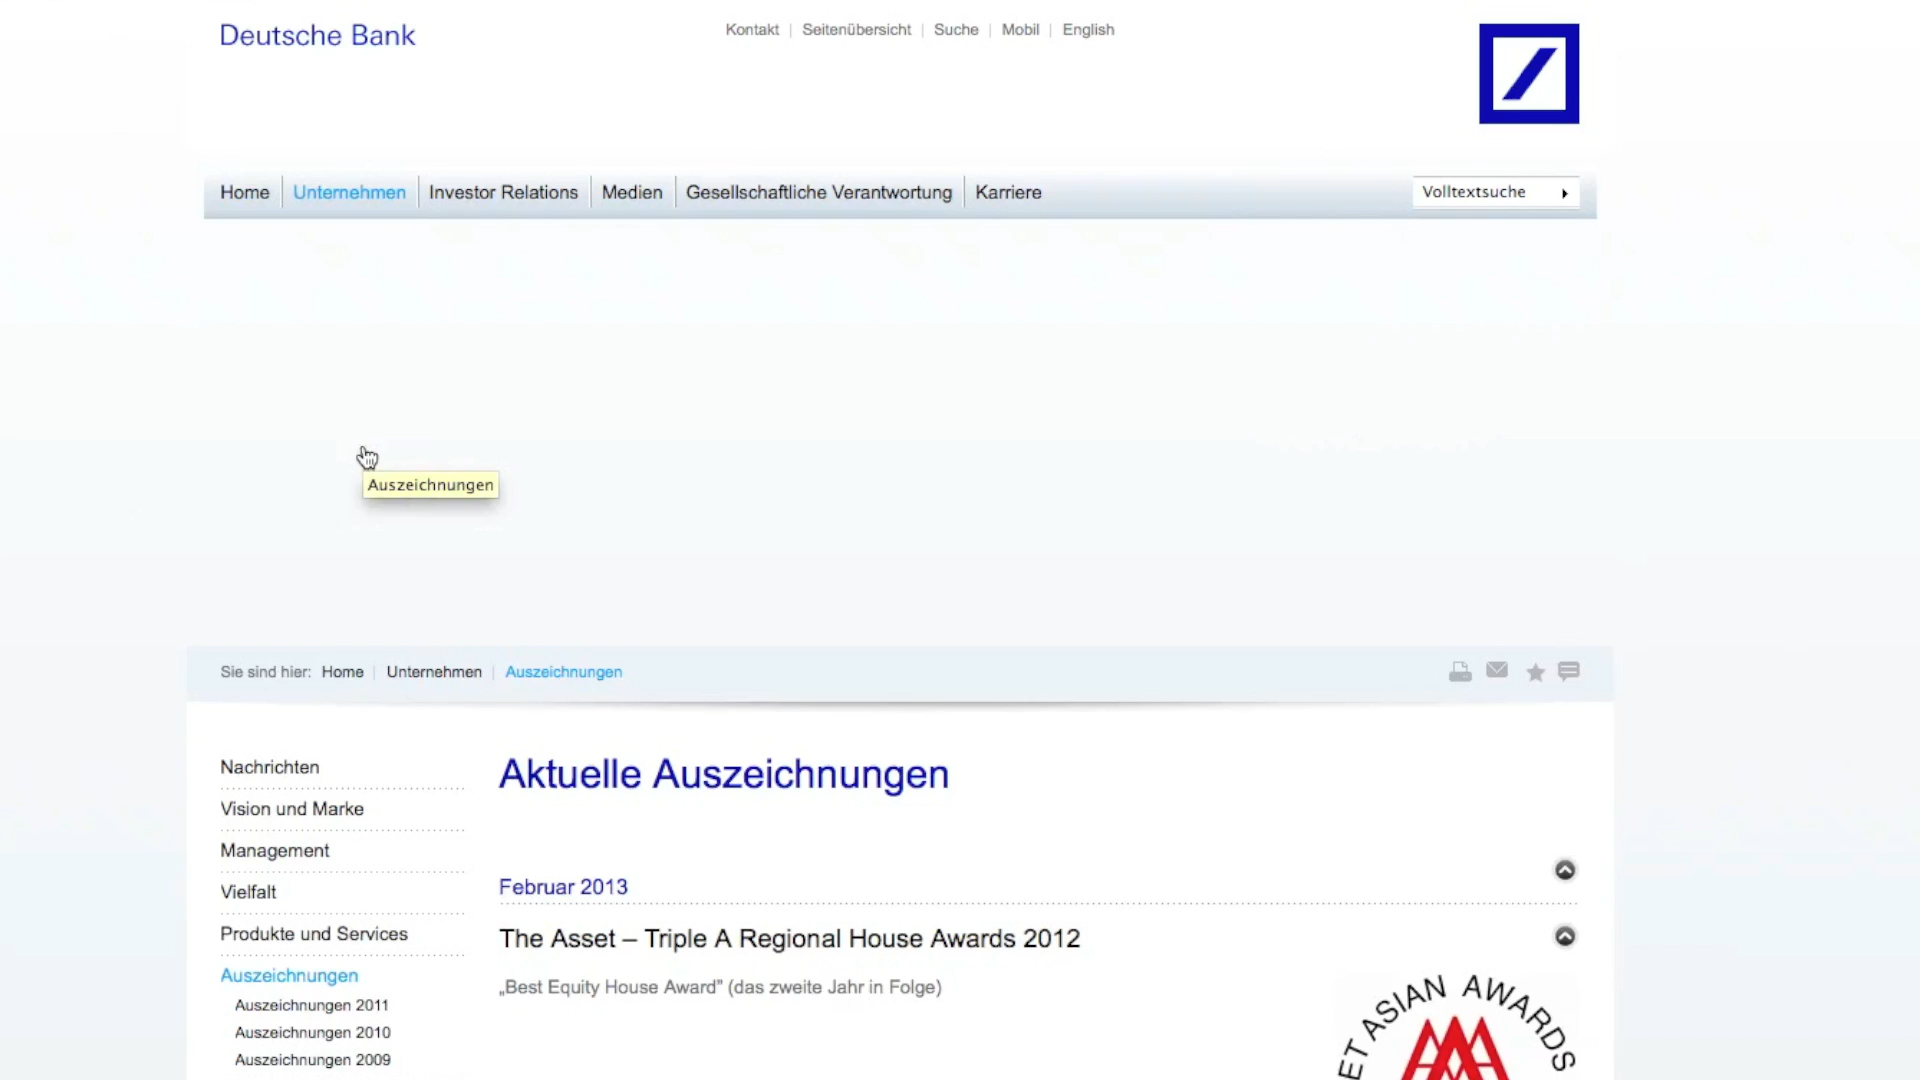 Deutsche Bank
Kontakt | Seitenübersicht | Suche | Mobil | English
Home Unternehmen Investor Relations Medien Gesellschaftliche Verantwortung Karriere
Volltextsuche
Auszeichnungen
Sie sind hier: Home | Unternehmen | Auszeichnungen
Nachrichten
Vision und Marke
Management
Vielfalt
Produkte und Services
Auszeichnungen
Auszeichnungen 2011
Auszeichnungen 2010
Auszeichnungen 2009
Aktuelle Auszeichnungen
Februar 2013
The Asset – Triple A Regional House Awards 2012
„Best Equity House Award” (das zweite Jahr in Folge)
ET ASIAN AWARDS